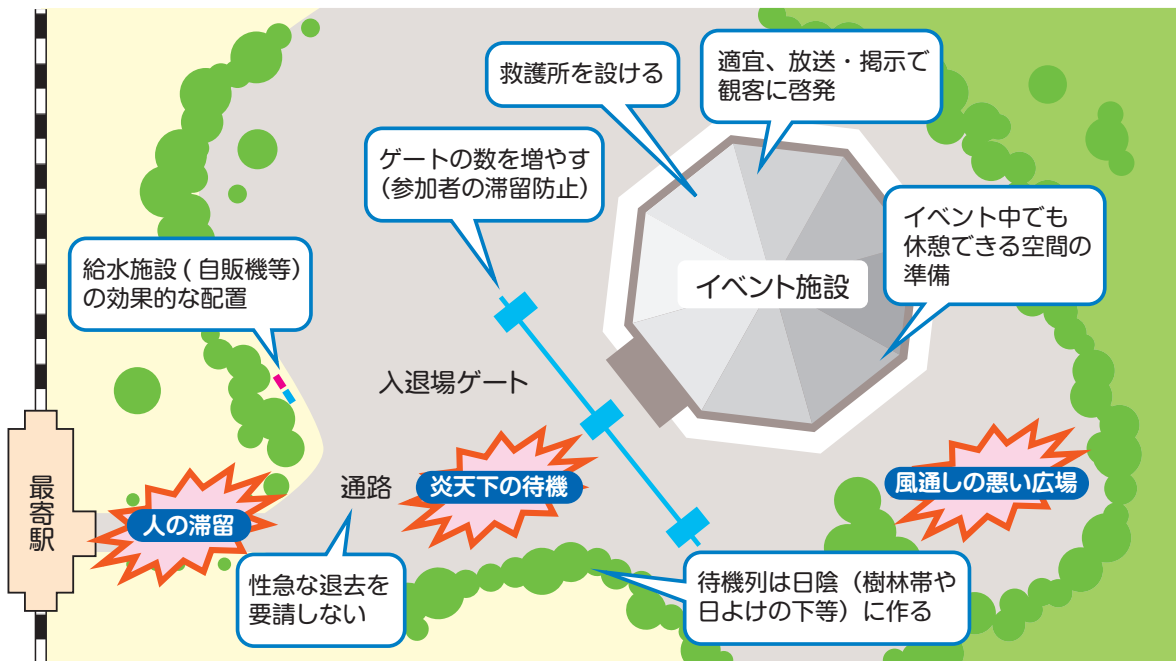 救護所を設ける
適宜、放送・掲示で
観客に啓発
ゲートの数を増やす
（参加者の滞留防止）
イベント中でも
休憩できる空間の
準備
給水施設 ( 自販機等 )
の効果的な配置
イベント施設
入退場ゲート
最寄駅
人の滞留
通路
炎天下の待機
風通しの悪い広場
性急な退去を
要請しない
待機列は日陰（樹林帯や
日よけの下等）に作る